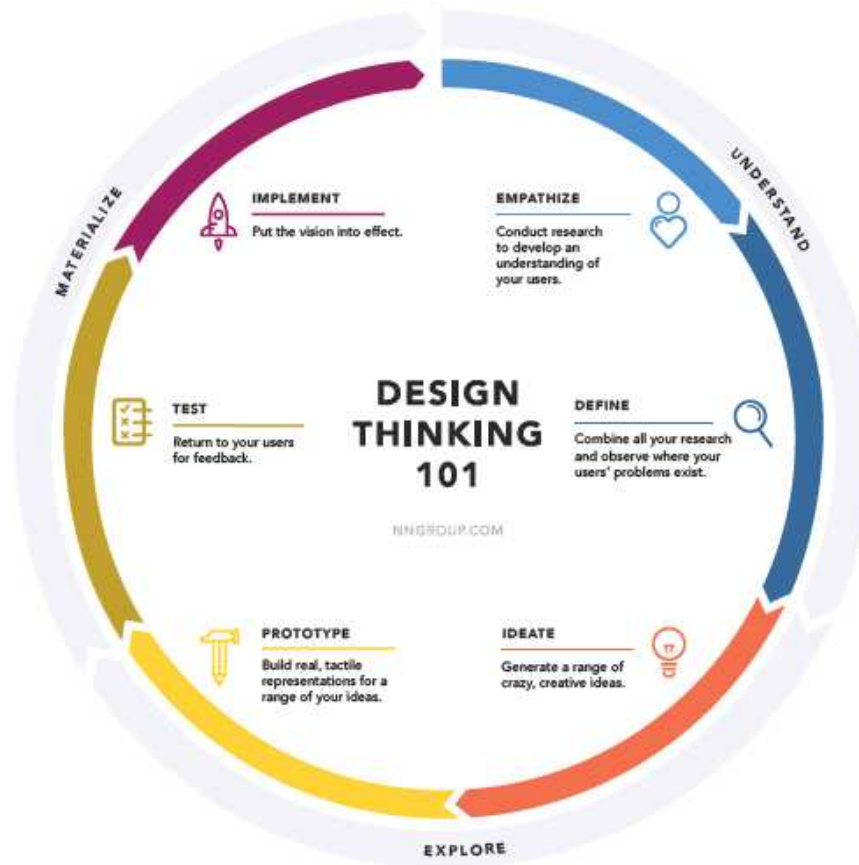 UNDERSTAND
EMPATHIZE
Conduct research
to develop an
understanding of
your users.
DEFINE
Combine all your research
and observe where your
users' problems exist.
EXPLORE
IDEATE
Generate a range of
crazy, creative ideas.
PROTOTYPE
Build real, tactile
representations for a
range of your ideas.
MATERIALIZE
TEST
Return to your users
for feedback.
IMPLEMENT
Put the vision into effect.
DESIGN
THINKING
101
NNGROUP.COM